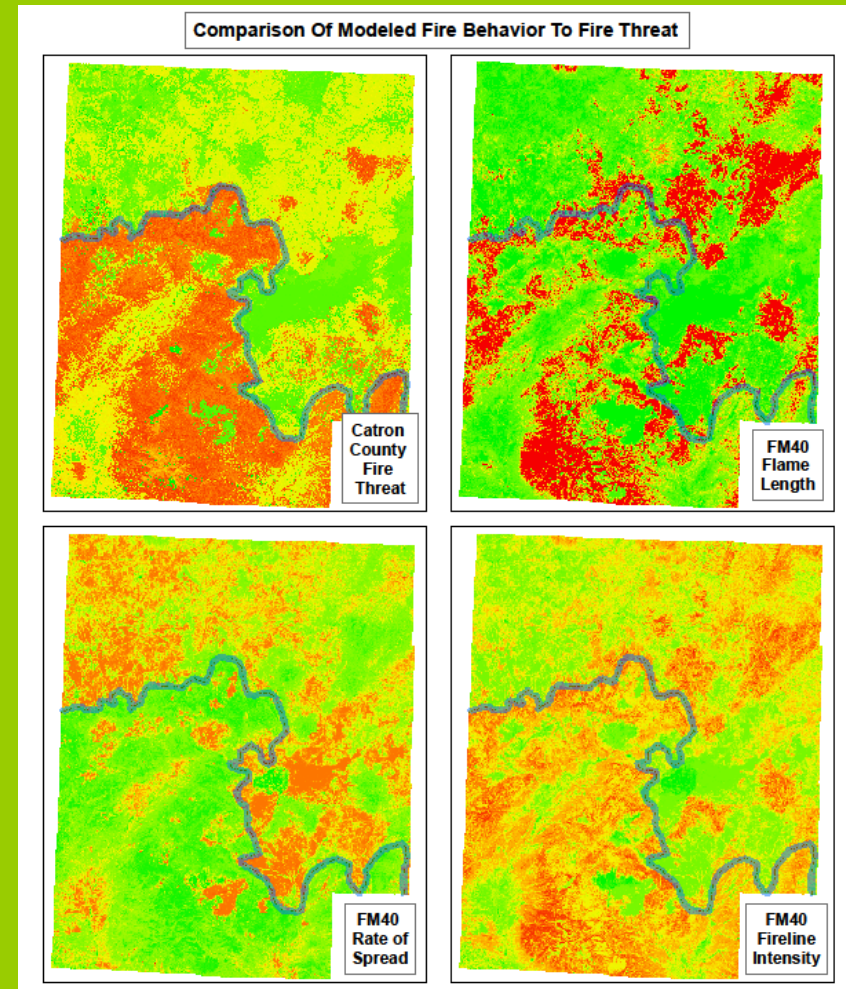 Comparison Of Modeled Fire Behavior To Fire Threat
Catron
County
Fire
Threat
FM40
Flame
Length
FM40
Rate of
Spread
FM40
Fireline
Intensity